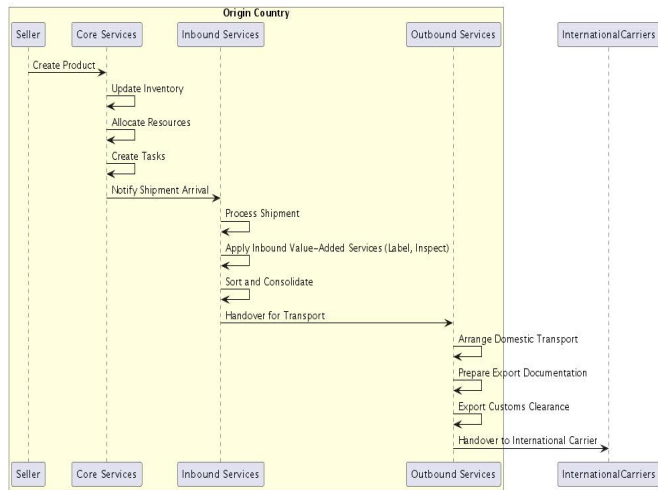 Origin Country
Seller
Core Services
Inbound Services
Outbound Services
InternationalCarriers
Create Product
Update Inventory
Allocate Resources
Create Tasks
Notify Shipment Arrival
Process Shipment
Apply Inbound Value-Added Services (Label, Inspect)
Sort and Consolidate
Handover for Transport
Arrange Domestic Transport
Prepare Export Documentation
Export Customs Clearance
Handover to International Carrier
Seller
Core Services
Inbound Services
Outbound Services
InternationalCarriers